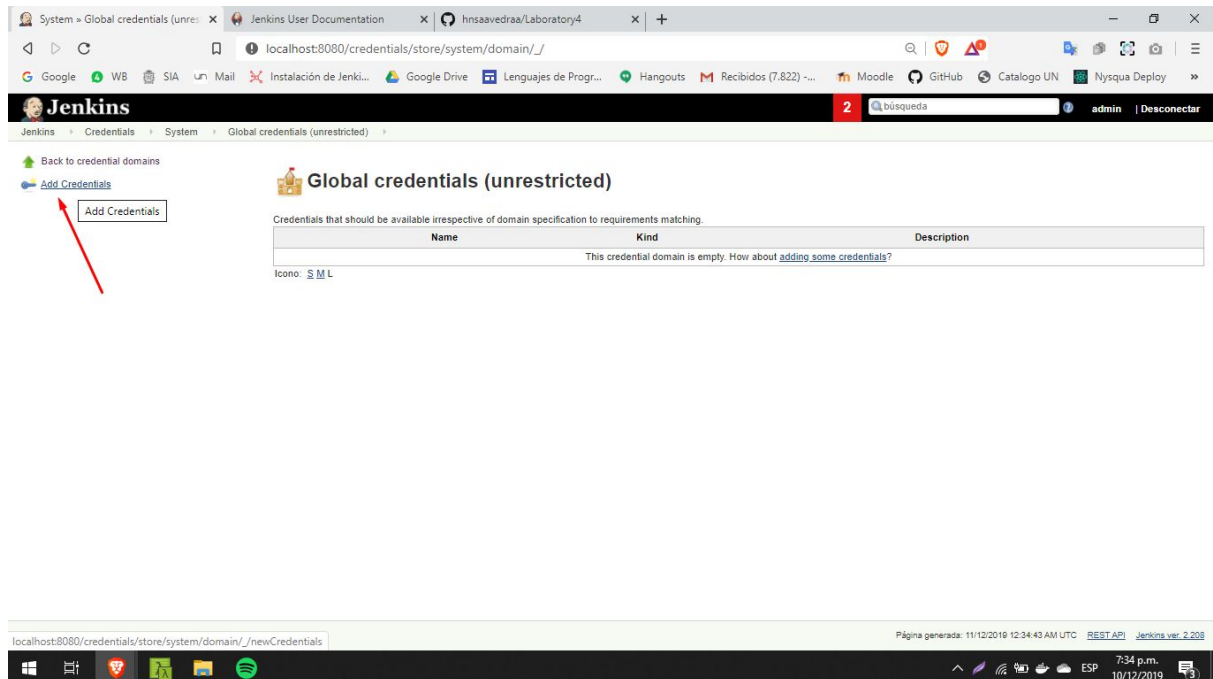 System » Global credentials (unres
Jenkins User Documentation
hnsaavedraa/Laboratory4
localhost:8080/credentials/store/system/domain/_/
Google WB SIA Mail Instalación de Jenki... Google Drive Lenguajes de Progr... Hangouts Recibidos (7.822) -... Moodle GitHub Catalogo UN Nysqua Deploy »
Jenkins 2 búsqueda admin | Desconectar
Jenkins Credentials System Global credentials (unrestricted)
Back to credential domains
Add Credentials
Add Credentials
Global credentials (unrestricted)
Credentials that should be available irrespective of domain specification to requirements matching.
Name Kind Description
This credential domain is empty. How about adding some credentials?
Icono: S M L
localhost:8080/credentials/store/system/domain/_/newCredentials
Página generada: 11/12/2019 12:34:43 AM UTC REST API Jenkins ver. 2.208
ESP 7:34 p.m.
10/12/2019 3